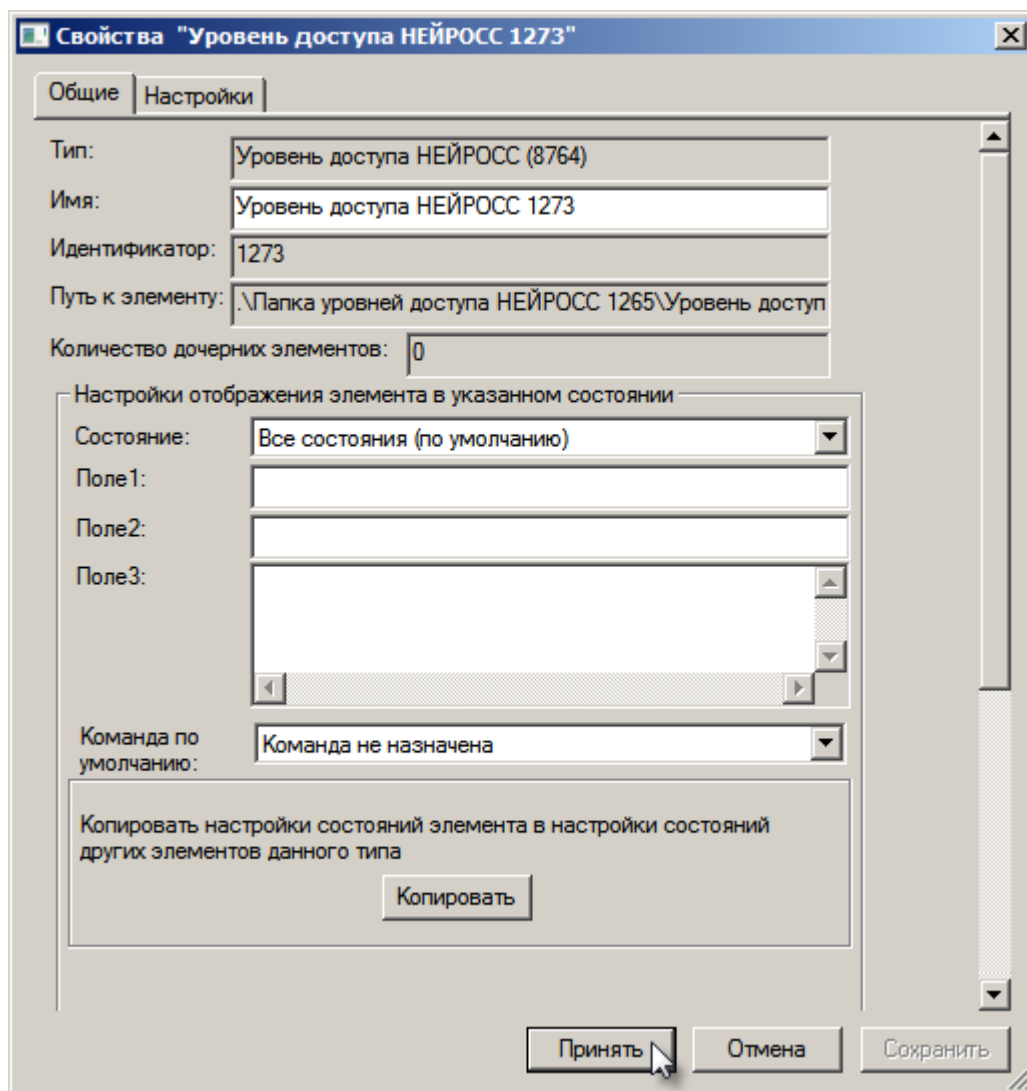 Свойства "Уровень доступа НЕЙРОСС 1273"
Общие
Настройки
Тип:
Уровень доступа НЕЙРОСС (8764)
Имя:
Уровень доступа НЕЙРОСС 1273
Идентификатор:
1273
Путь к элементу:
.\Папка уровней доступа НЕЙРОСС 1265\Уровень доступ
Количество дочерних элементов:
0
Настройки отображения элемента в указанном состоянии
Состояние:
Все состояния (по умолчанию)
Поле1:
Поле2:
Поле3:
Команда по
умолчанию:
Команда не назначена
Копировать настройки состояний элемента в настройки состояний
других элементов данного типа
Копировать
Принять
Отмена
Сохранить